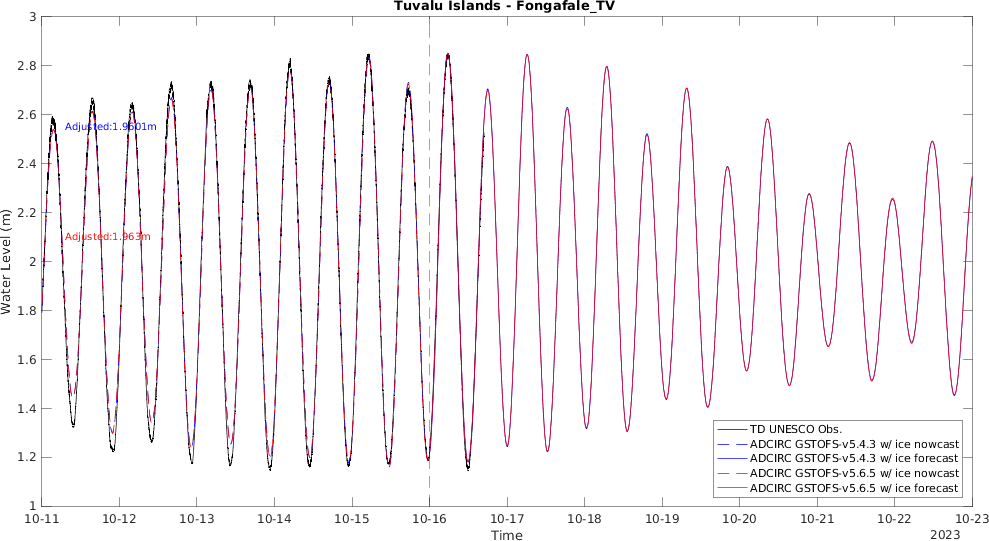 Tuvalu Islands - Fongafale_TV
3
2.8
2.6
2.4
2.2
2
1.8
1.6
1.4
1.2
1
Water Level (m)
Adjusted:1.9601m
Adjusted:1.963m
TD UNESCO Obs.
ADCIRC GSTOFS-v5.4.3 w/ ice nowcast
ADCIRC GSTOFS-v5.4.3 w/ ice forecast
ADCIRC GSTOFS-v5.6.5 w/ ice nowcast
ADCIRC GSTOFS-v5.6.5 w/ ice forecast
10-11 10-12 10-13 10-14 10-15 10-16 10-17 10-18 10-19 10-20 10-21 10-22 10-23
Time
2023